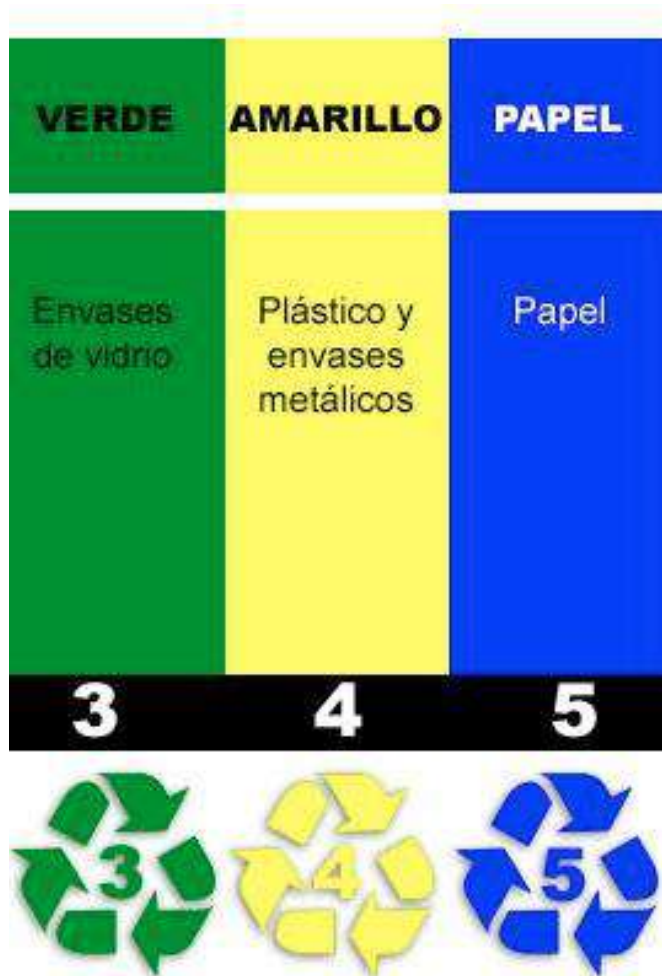 VERDE
AMARILLO
PAPEL
Envases
de vidrio
Plástico y
envases
metálicos
Papel
3
4
5
3
4
5